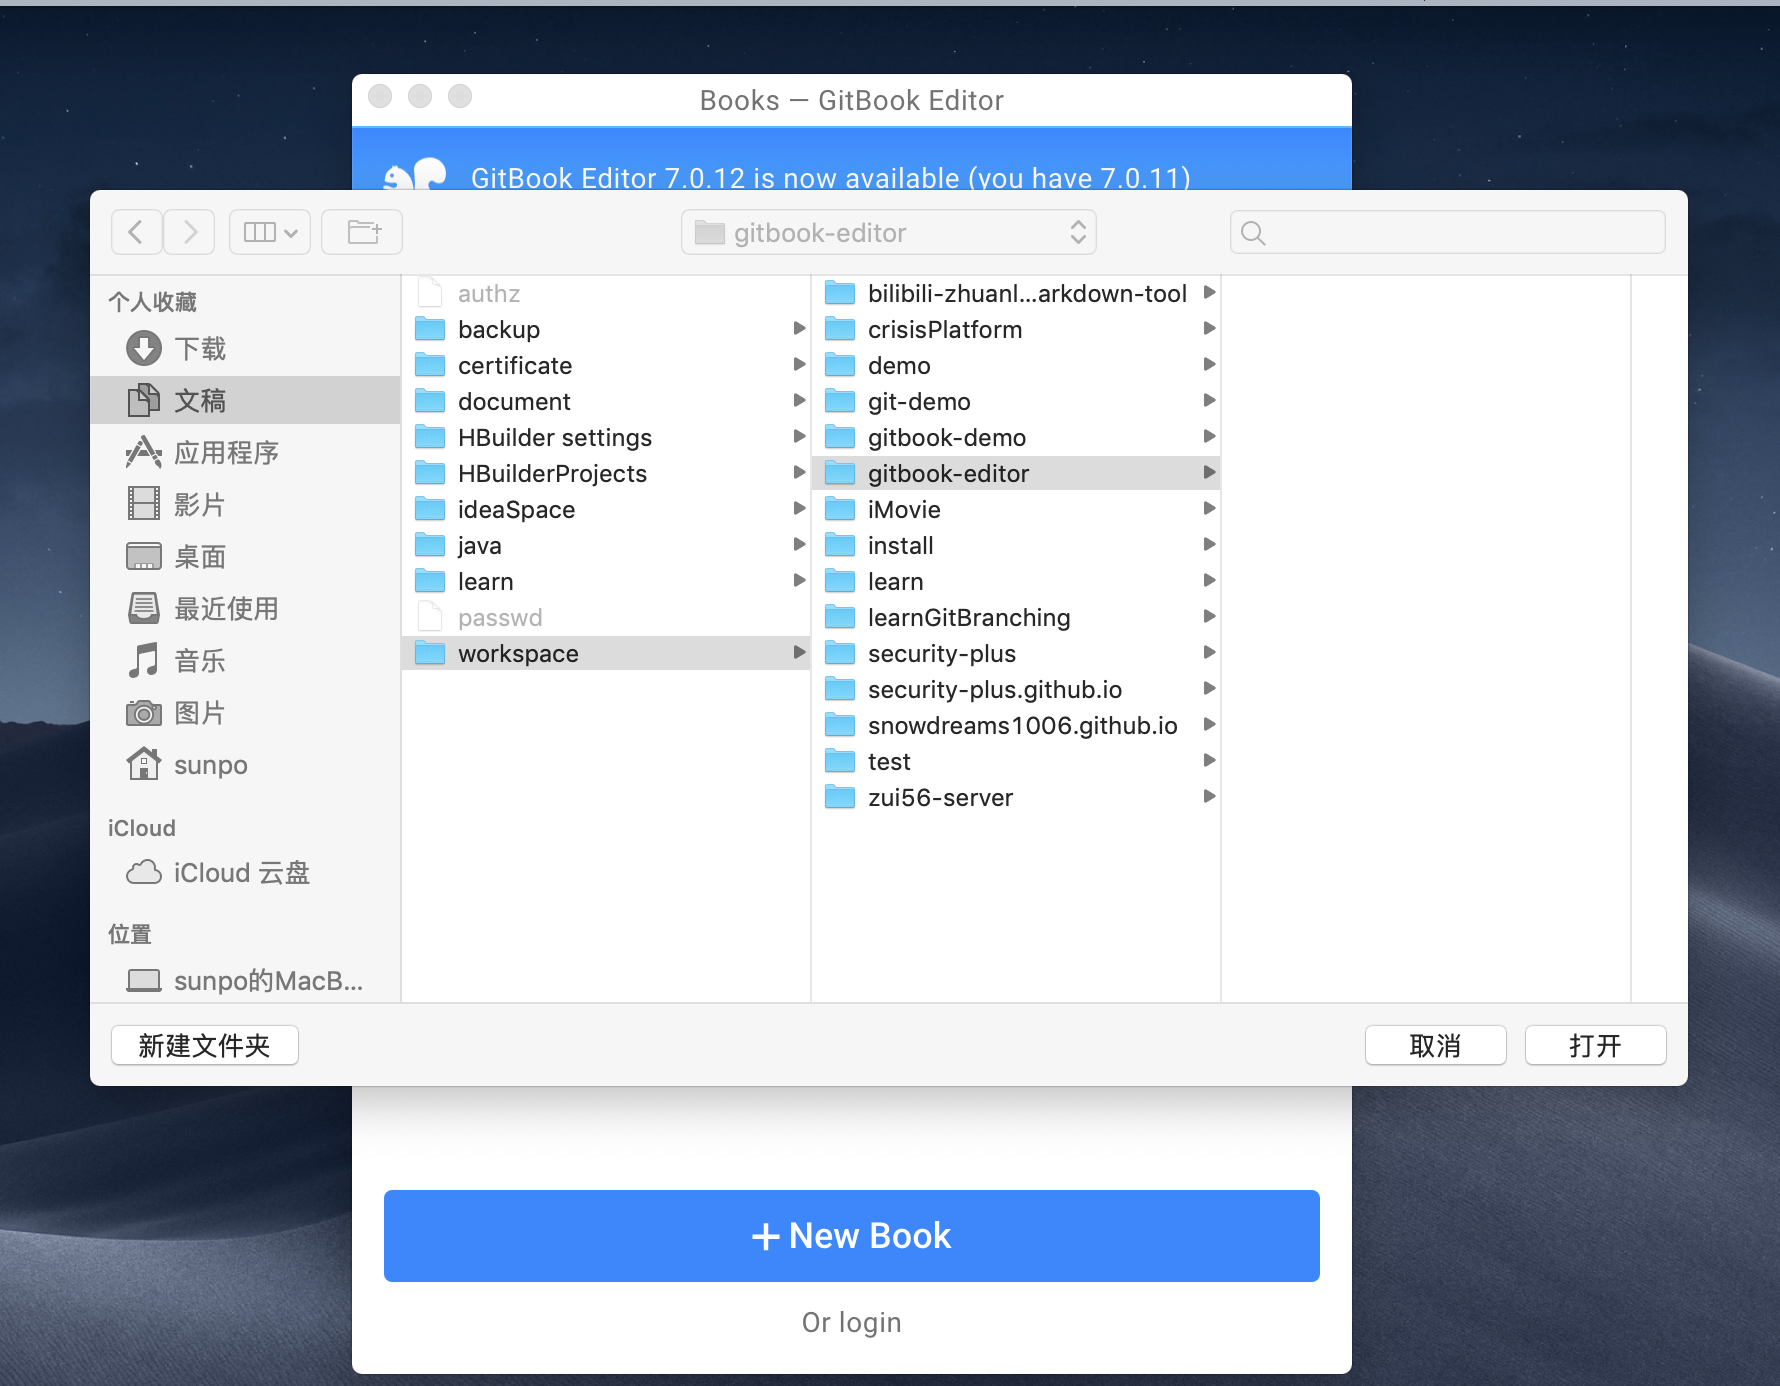 Books — GitBook Editor
GitBook Editor 7.0.12 is now available (you have 7.0.11)
gitbook-editor
个人收藏
下载
文稿
应用程序
影片
桌面
最近使用
音乐
图片
sunpo
iCloud
iCloud 云盘
位置
sunpo的MacB...
authz
backup
certificate
document
HBuilder settings
HBuilderProjects
ideaSpace
java
learn
passwd
workspace
bilibili-zhuanl...arkdown-tool
crisisPlatform
demo
git-demo
gitbook-demo
gitbook-editor
iMovie
install
learn
learnGitBranching
security-plus
security-plus.github.io
snowdreams1006.github.io
test
zui56-server
新建文件夹
取消
打开
+ New Book
Or login